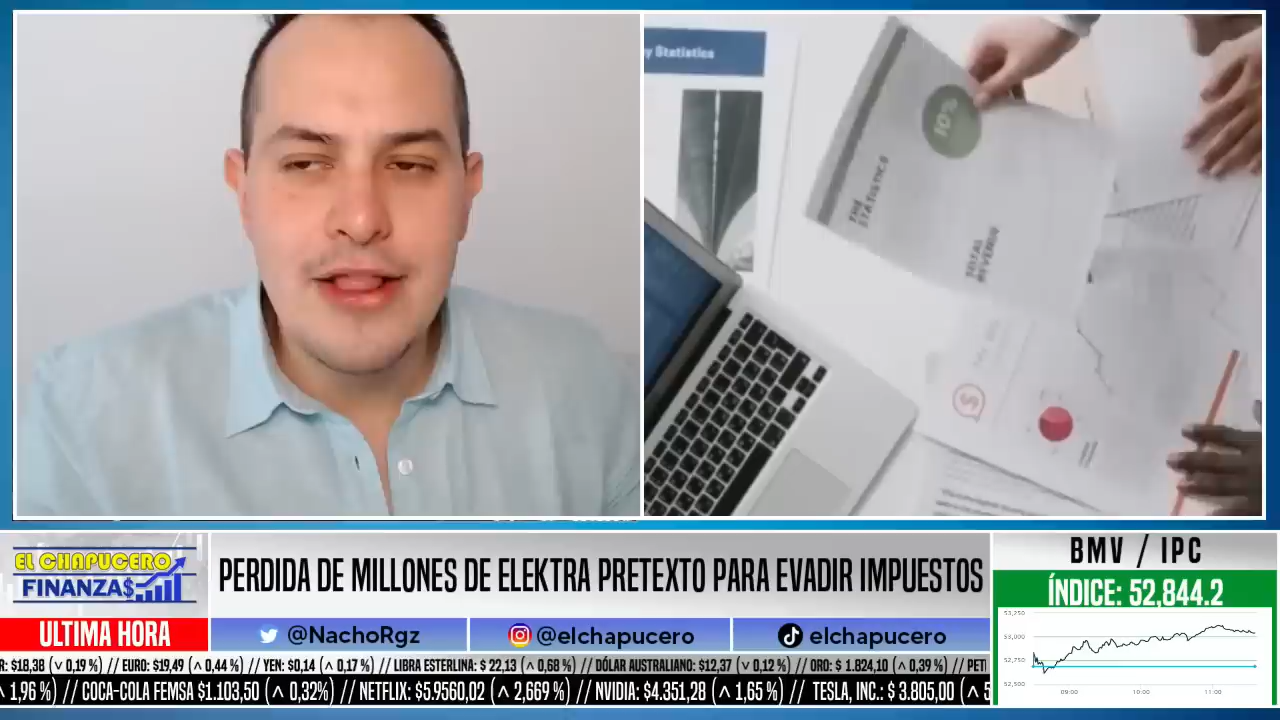 y Statistics
10%
THE
STATISTICS
TOTAL
REVENUE
$
EL CHAPUCERO
FINANZA$
PERDIDA DE MILLONES DE ELEKTRA PRETEXTO PARA EVADIR IMPUESTOS
BMV / IPC
ÍNDICE: 52,844.2
53,250
53,000
52,750
52,500
09:00
10:00
11:00
ULTIMA HORA
@NachoRgz
@elchapucero
elchapucero
R: $18,38 (v 0,19 %) // EURO: $19,49 (^ 0,44 %) // YEN: $0,14 (^ 0,17 %) // LIBRA ESTERLINA: $ 22,13 (^ 0,68 %) // DÓLAR AUSTRALIANO: $12,37 (v 0,12 %) // ORO: $ 1.824,10 (^ 0,39 %) // PET
^ 1,96 %) // COCA-COLA FEMSA $1.103,50 (^ 0,32%) // NETFLIX: $5.9560,02 (^ 2,669 %) // NVIDIA: $4.351,28 (^ 1,65 %) // TESLA, INC.: $ 3.805,00 (^ 5